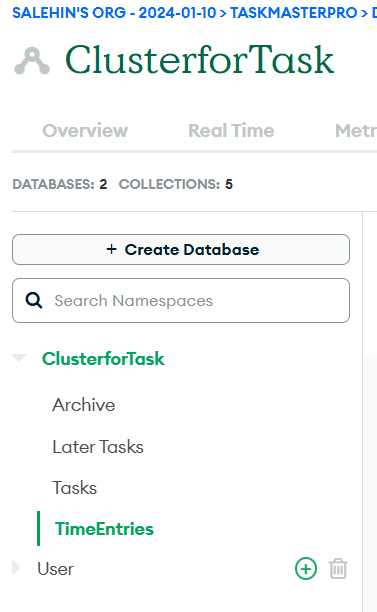 SALEHIN'S ORG - 2024-01-10 > TASKMASTERPRO >
ClusterforTask
Overview Real Time Metr
DATABASES: 2 COLLECTIONS: 5
+ Create Database
Search Namespaces
ClusterforTask
Archive
Later Tasks
Tasks
TimeEntries
User